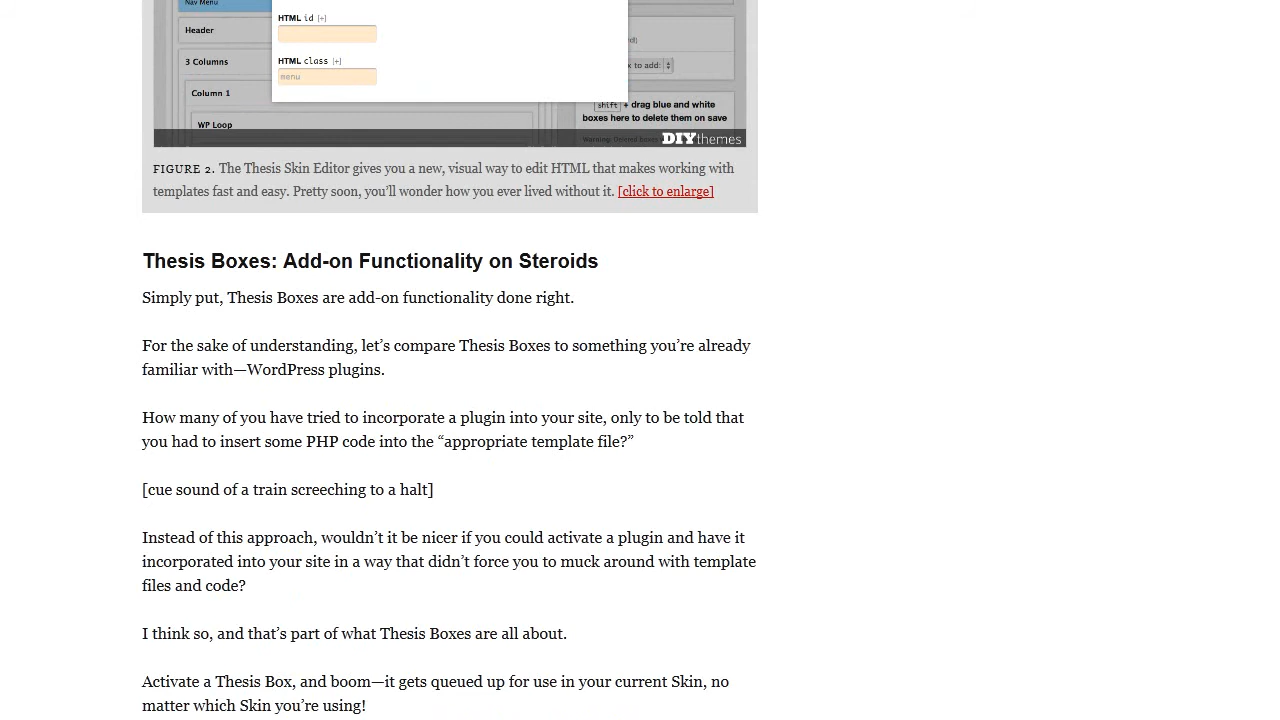 Nav Menu
HTML id [+]
Header
3 Columns
HTML class [+]
menu
x to add:
Column 1
shift + drag blue and white
boxes here to delete them on save
WP Loop
DIYthemes
FIGURE 2. The Thesis Skin Editor gives you a new, visual way to edit HTML that makes working with
templates fast and easy. Pretty soon, you’ll wonder how you ever lived without it. [click to enlarge]
Thesis Boxes: Add-on Functionality on Steroids
Simply put, Thesis Boxes are add-on functionality done right.
For the sake of understanding, let’s compare Thesis Boxes to something you’re already
familiar with—WordPress plugins.
How many of you have tried to incorporate a plugin into your site, only to be told that
you had to insert some PHP code into the “appropriate template file?”
[cue sound of a train screeching to a halt]
Instead of this approach, wouldn’t it be nicer if you could activate a plugin and have it
incorporated into your site in a way that didn’t force you to muck around with template
files and code?
I think so, and that’s part of what Thesis Boxes are all about.
Activate a Thesis Box, and boom—it gets queued up for use in your current Skin, no
matter which Skin you’re using!